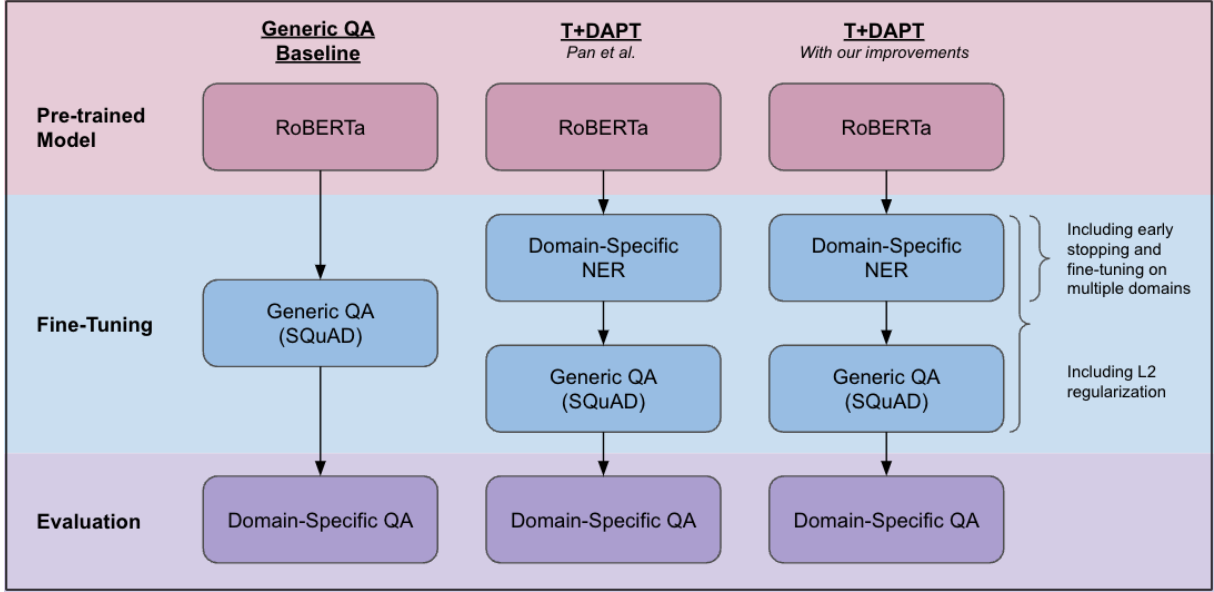 Generic QA
Baseline
T+DAPT
Pan et al.
T+DAPT
With our improvements
Pre-trained
Model
RoBERTa
RoBERTa
RoBERTa
Fine-Tuning
Generic QA
(SQuAD)
Domain-Specific
NER
Generic QA
(SQuAD)
Domain-Specific
NER
Generic QA
(SQuAD)
Including early
stopping and
fine-tuning on
multiple domains
Including L2
regularization
Evaluation
Domain-Specific QA
Domain-Specific QA
Domain-Specific QA